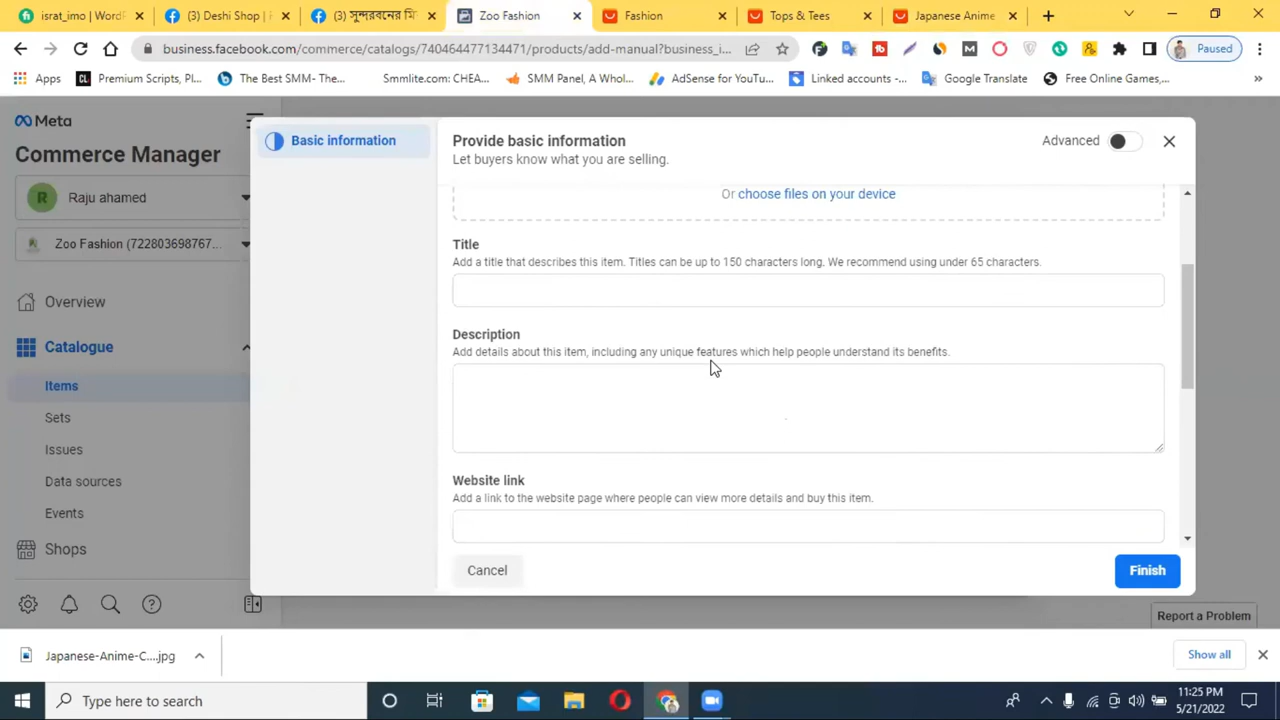 israt_imo | WordP
(3) Deshi Shop | F
(3) সুন্দরবনের মি
Zoo Fashion
Fashion
Tops & Tees
Japanese Anime
business.facebook.com/commerce/catalogs/740464477134471/products/add-manual?business_i...
Paused
Apps
Premium Scripts, Pl...
The Best SMM- The...
Smmlite.com: CHEA...
SMM Panel, A Whol...
AdSense for YouTu...
Linked accounts -...
Google Translate
Free Online Games,...
Meta
Commerce Manager
R
Raju ahamed
Zoo Fashion (722803698767...
Overview
Catalogue
Items
Sets
Issues
Data sources
Events
Shops
Basic information
Provide basic information
Let buyers know what you are selling.
Advanced
Or choose files on your device
Title
Add a title that describes this item. Titles can be up to 150 characters long. We recommend using under 65 characters.
Description
Add details about this item, including any unique features which help people understand its benefits.
Website link
Add a link to the website page where people can view more details and buy this item.
Cancel
Finish
Report a Problem
Japanese-Anime-C....jpg
Show all
Type here to search
11:25 PM
5/21/2022